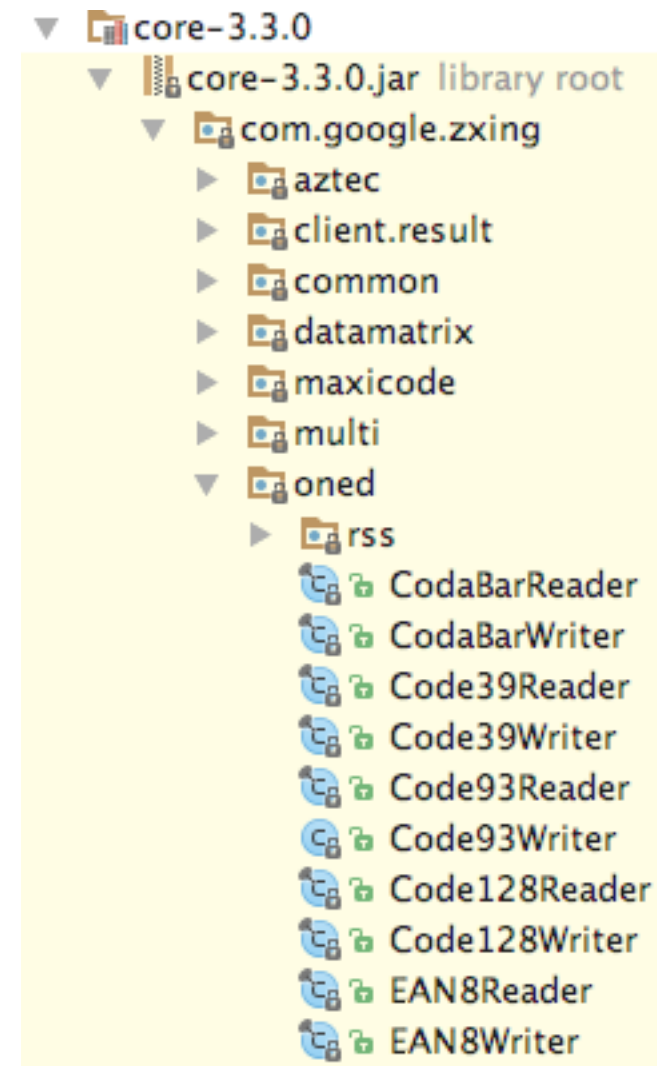 core-3.3.0
core-3.3.0.jar library root
com.google.zxing
aztec
client.result
common
datamatrix
maxicode
multi
oned
rss
CodaBarReader
CodaBarWriter
Code39Reader
Code39Writer
Code93Reader
Code93Writer
Code128Reader
Code128Writer
EAN8Reader
EAN8Writer